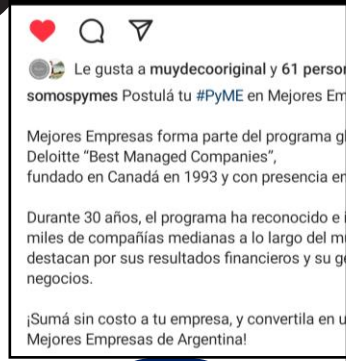 Le gusta a muydecooriginal y 61
somospymes Postulá tu #PyME en Mejores
Mejores Empresas forma parte del programa
Deloitte “Best Managed Companies”,
fundado en Canadá en 1993 y con presencia
Durante 30 años, el programa ha reconocido e
miles de compañías medianas a lo largo del
destacan por sus resultados financieros y su
negocios.
¡Sumá sin costo a tu empresa, y convertila en
Mejores Empresas de Argentina!